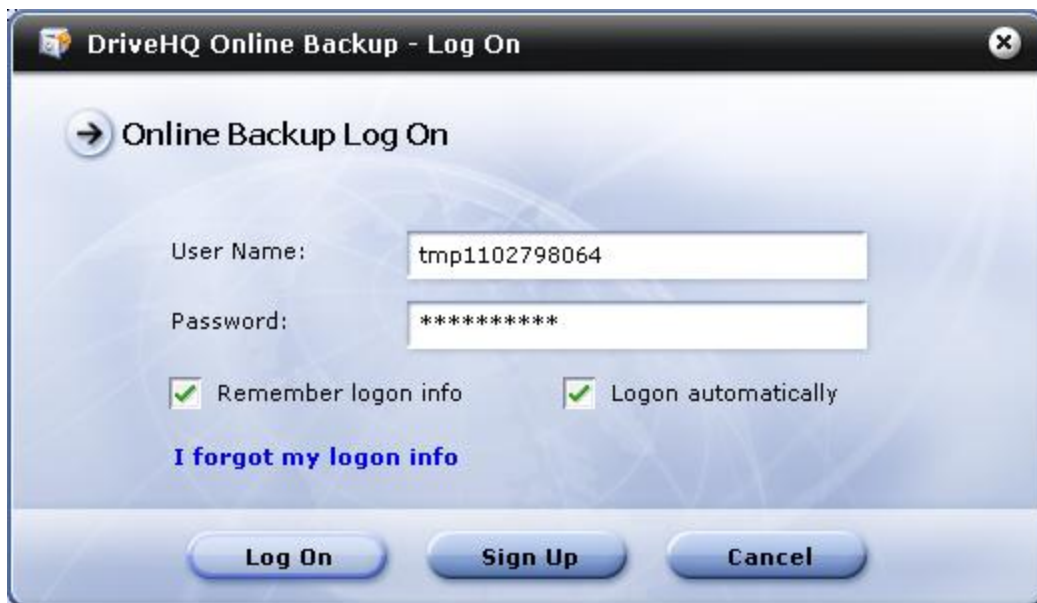 DriveHQ Online Backup - Log On
Online Backup Log On
User Name: tmp1102798064
Password: **********
Remember logon info Logon automatically
I forgot my logon info
Log On Sign Up Cancel